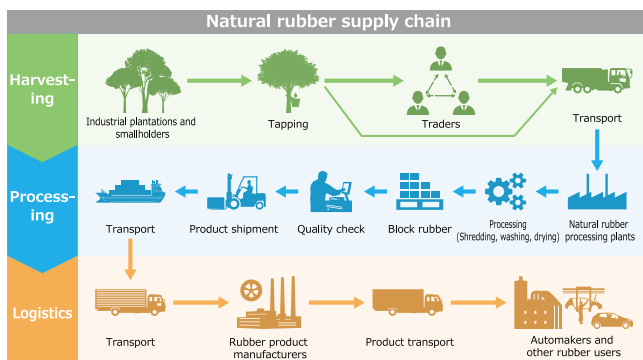 Natural rubber supply chain
Harvest-
ing
Industrial plantations and
smallholders
Tapping
Traders
Transport
Process-
ing
Transport
Product shipment
Quality check
Block rubber
Processing
(Shredding, washing, drying)
Natural rubber
processing plants
Logistics
Transport
Rubber product
manufacturers
Product transport
Automakers
and other rubber users